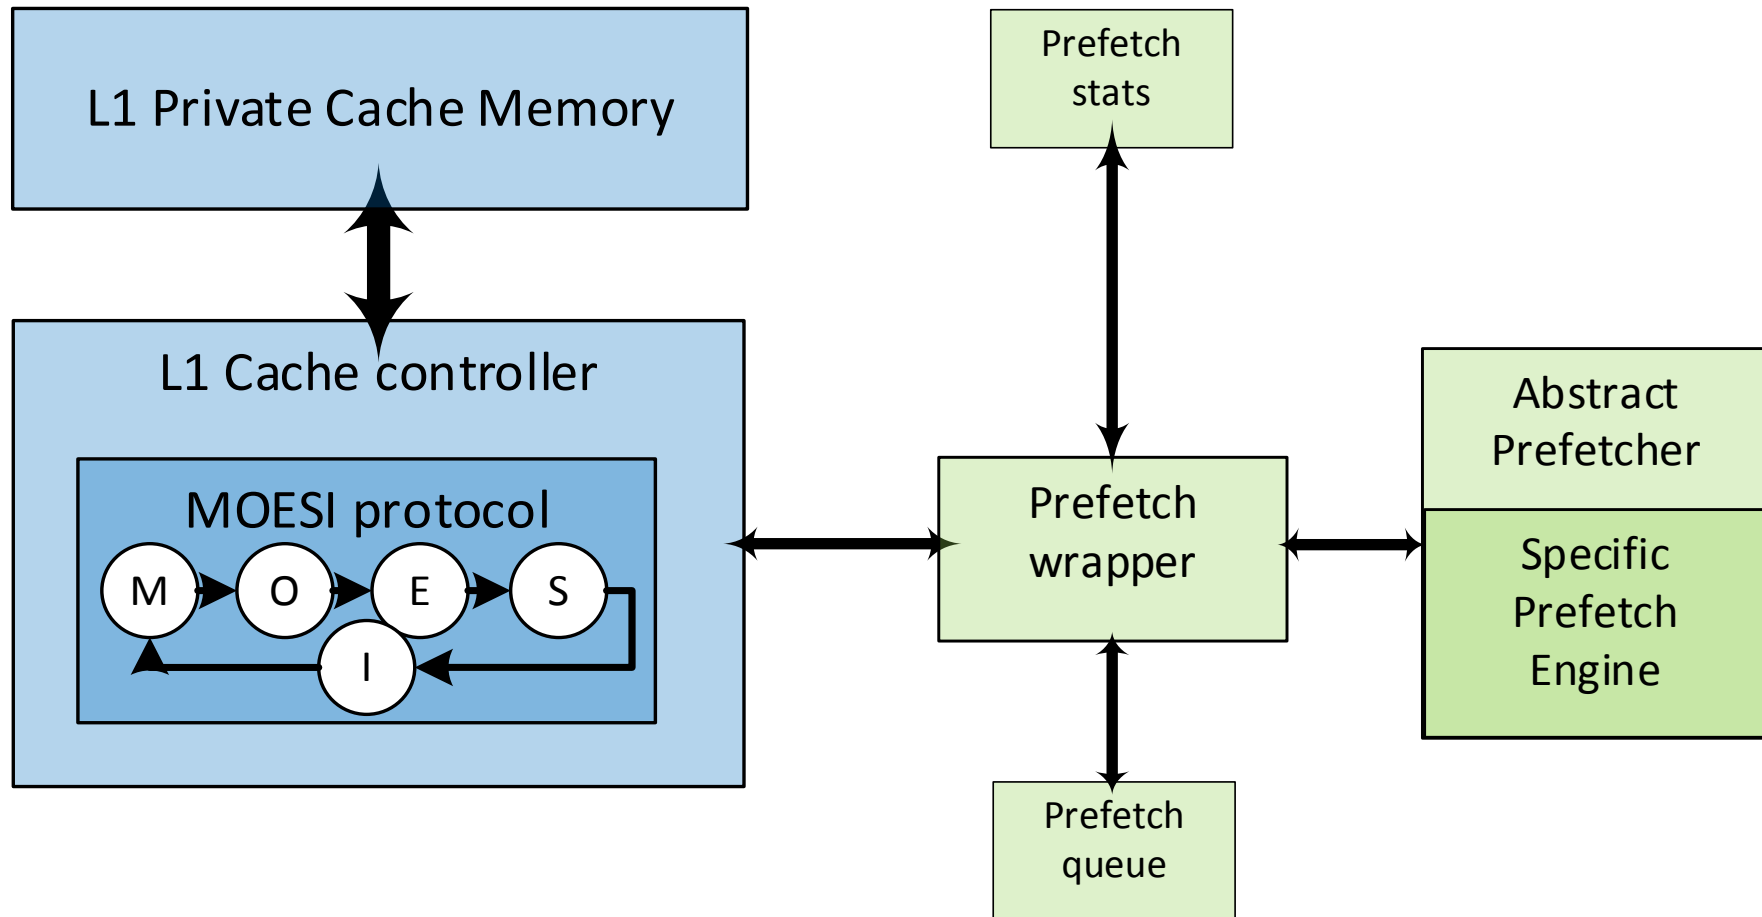 L1 Private Cache Memory
L1 Cache controller
MOESI protocol
M
O
E
S
I
Prefetch
stats
Prefetch
wrapper
Prefetch
queue
Abstract
Prefetcher
Specific
Prefetch
Engine